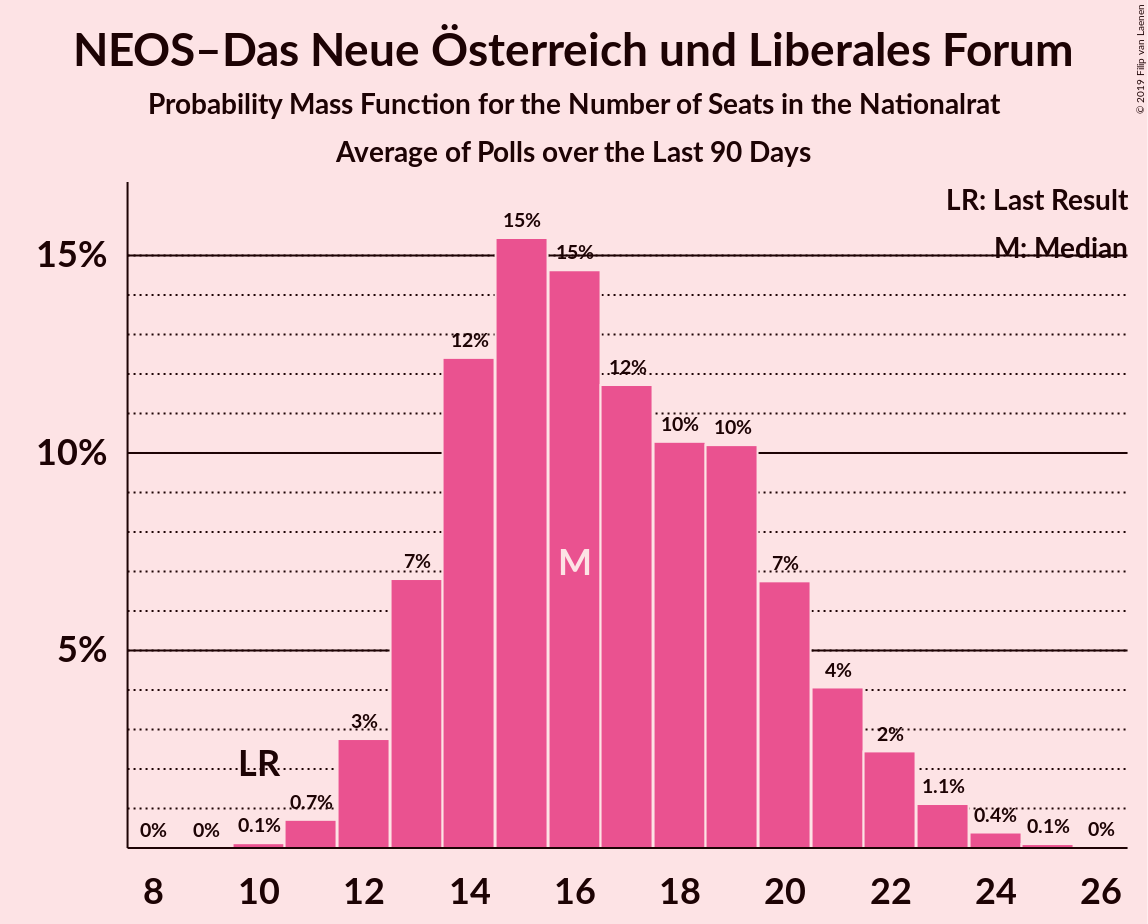 NEOS–Das Neue Österreich und Liberales Forum
Probability Mass Function for the Number of Seats in the Nationalrat
Average of Polls over the Last 90 Days
© 2019 Filip van Laenen
LR: Last Result
M: Median
15%
10%
5%
0%
0%
0.1%
0.7%
3%
7%
12%
15%
15%
12%
10%
10%
7%
4%
2%
1.1%
0.4%
0.1%
0%
LR
M
8 10 12 14 16 18 20 22 24 26